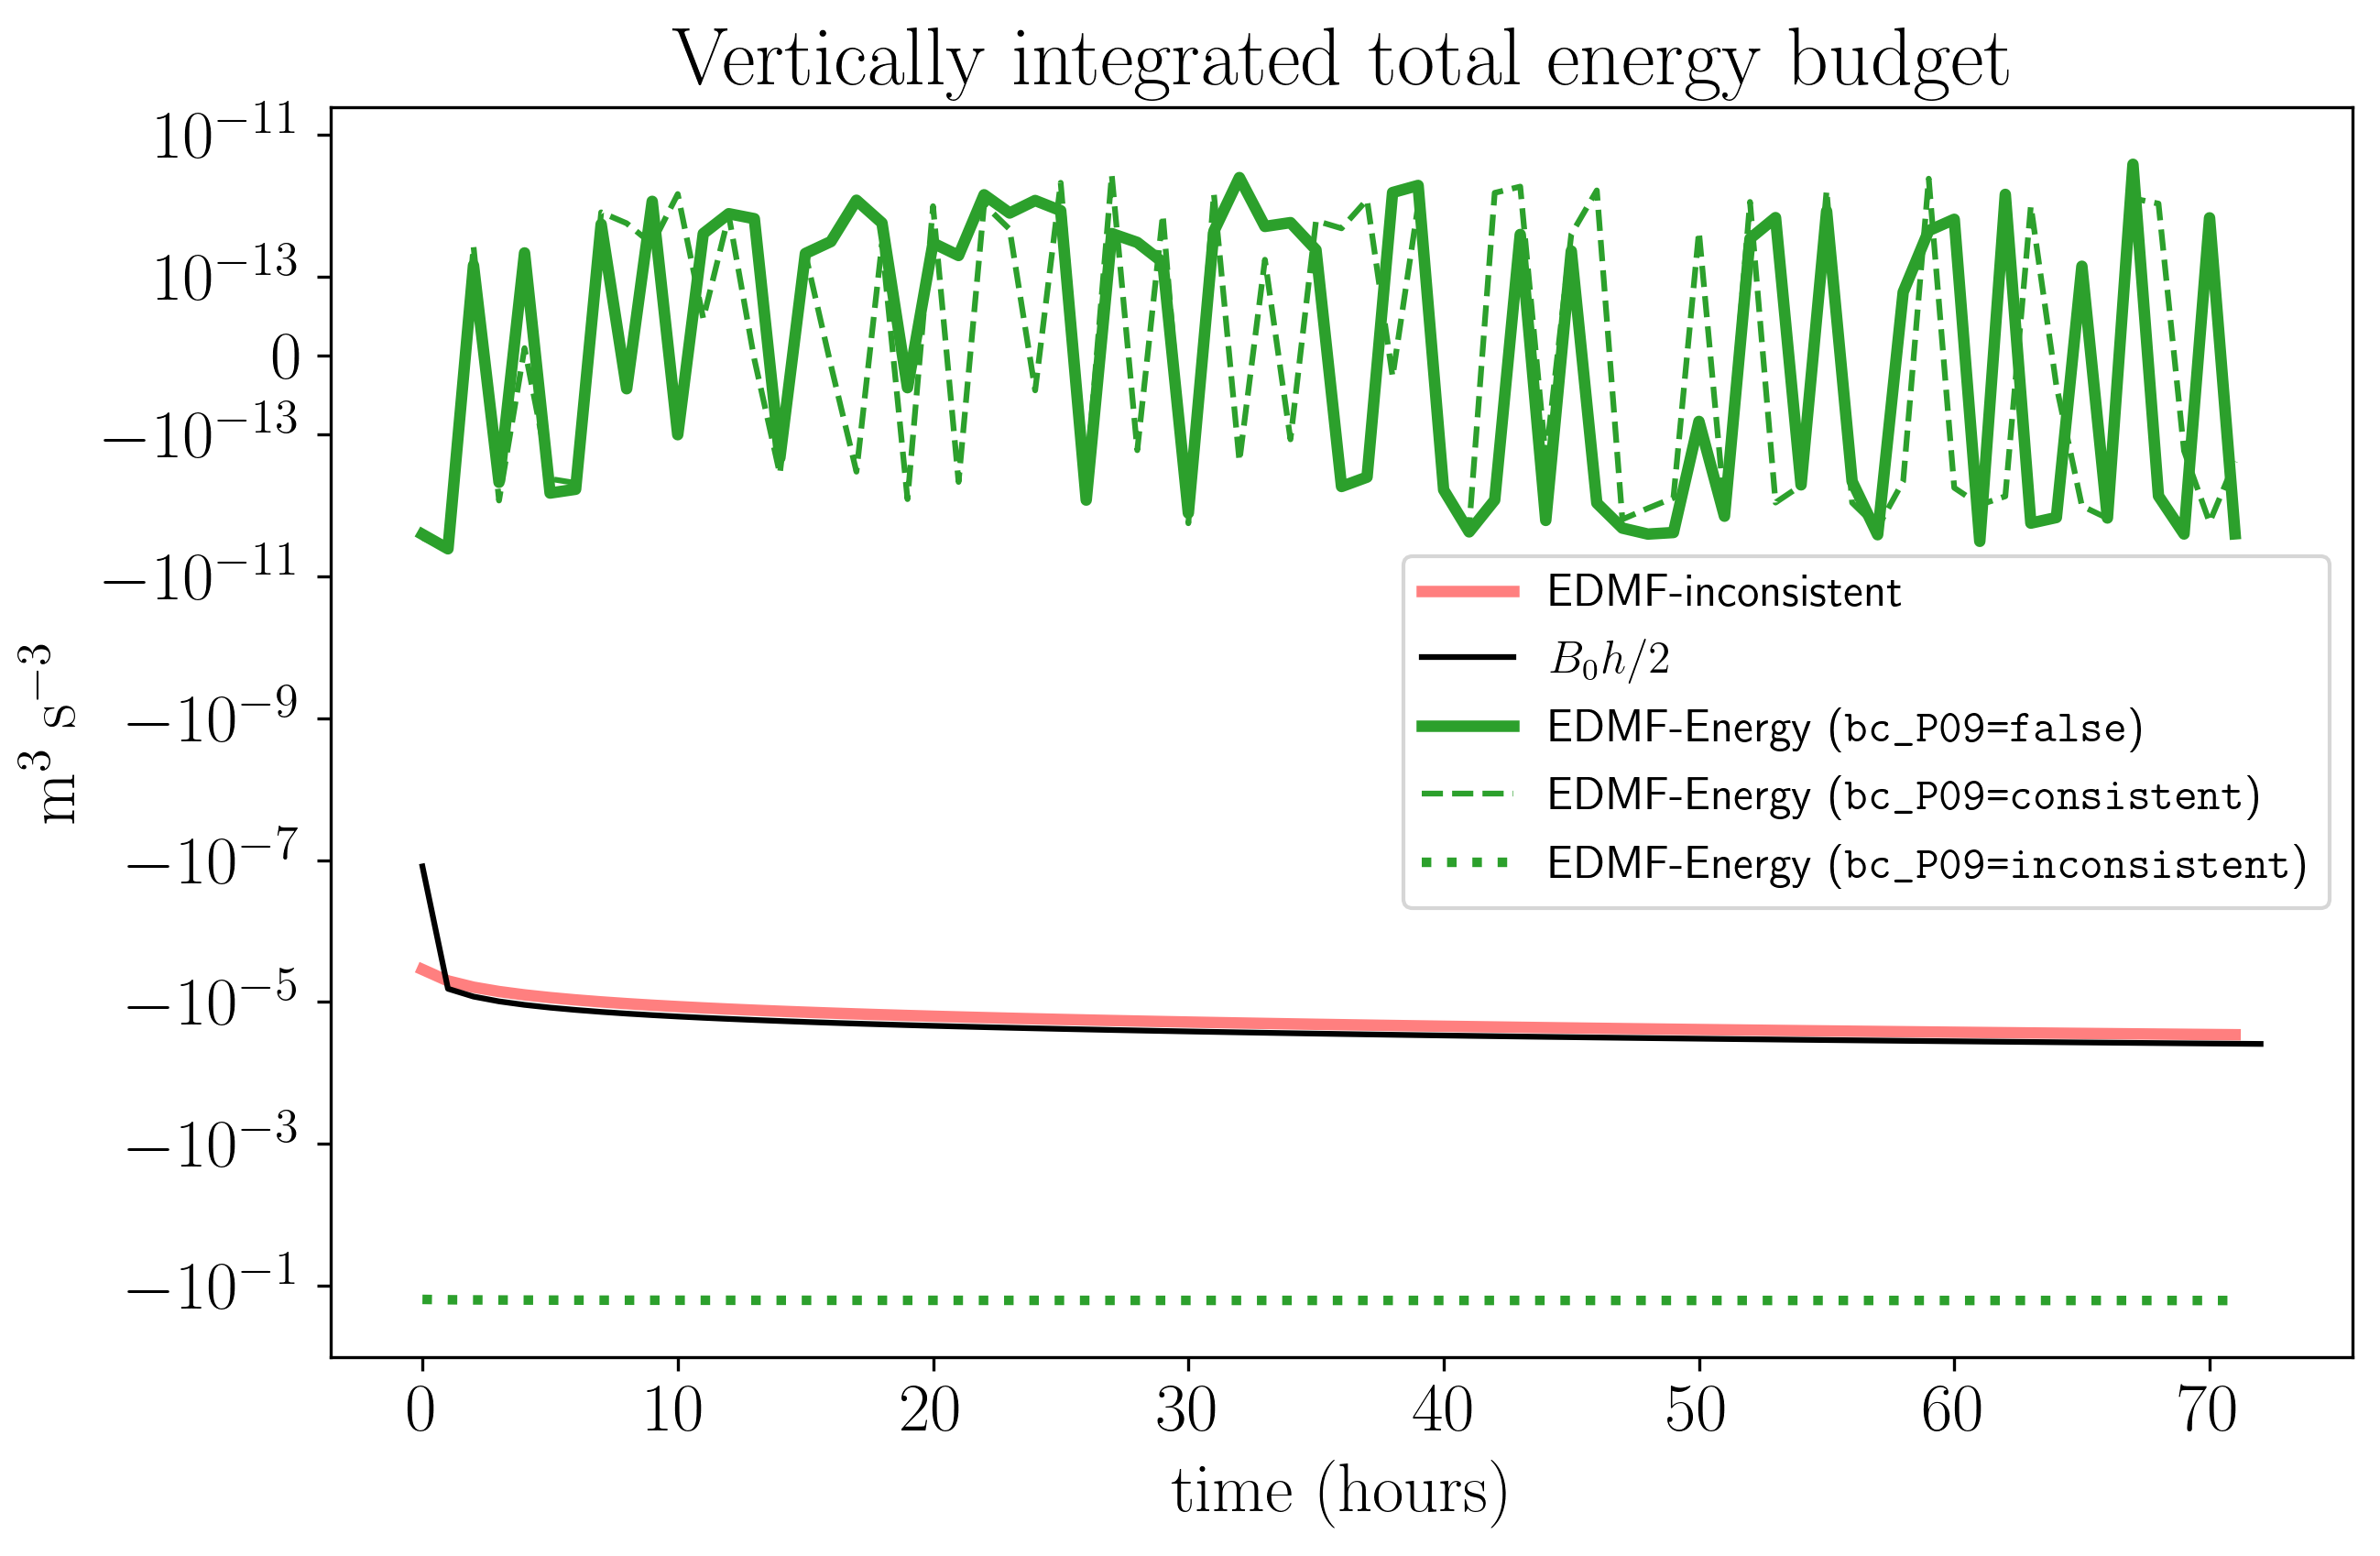 Vertically integrated total energy budget
10⁻¹¹
10⁻¹³
0
−10⁻¹³
−10⁻¹¹
−10⁻⁹
−10⁻⁷
−10⁻⁵
−10⁻³
−10⁻¹
m³ s⁻³
EDMF-inconsistent
B₀h/2
EDMF-Energy (bc_P09=false)
EDMF-Energy (bc_P09=consistent)
EDMF-Energy (bc_P09=inconsistent)
0 10 20 30 40 50 60 70
time (hours)